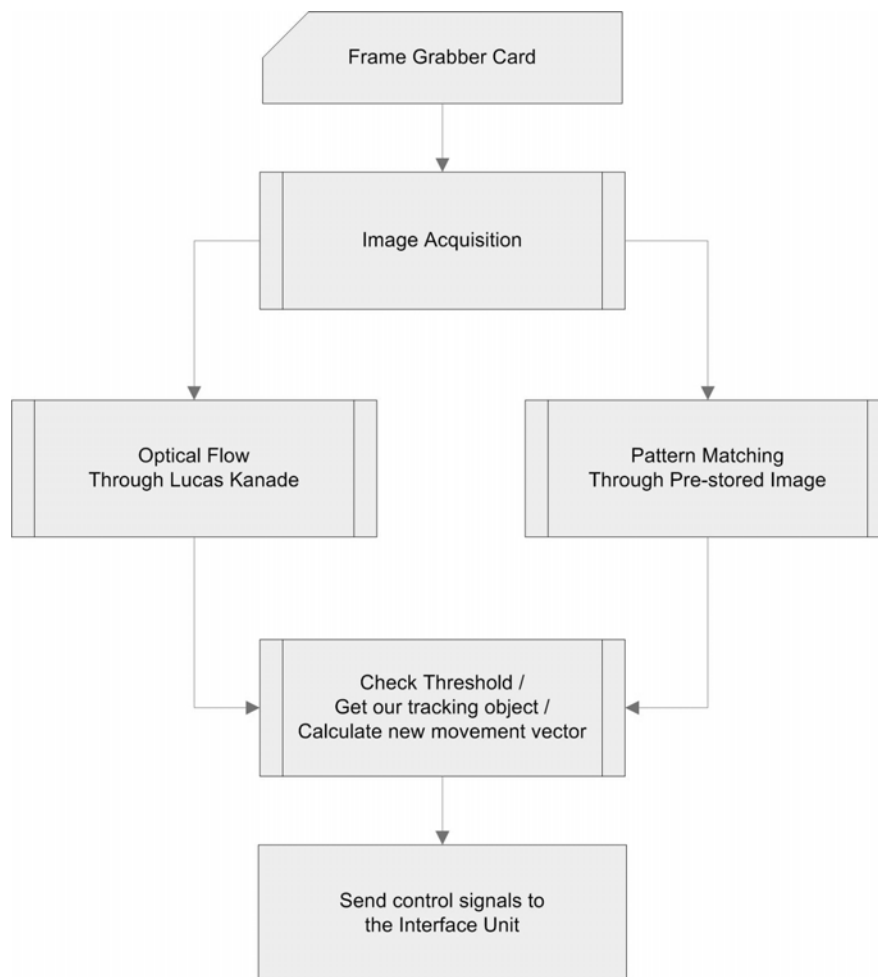 Frame Grabber Card
Image Acquisition
Optical Flow
Through Lucas Kanade
Pattern Matching
Through Pre-stored Image
Check Threshold /
Get our tracking object /
Calculate new movement vector
Send control signals to
the Interface Unit